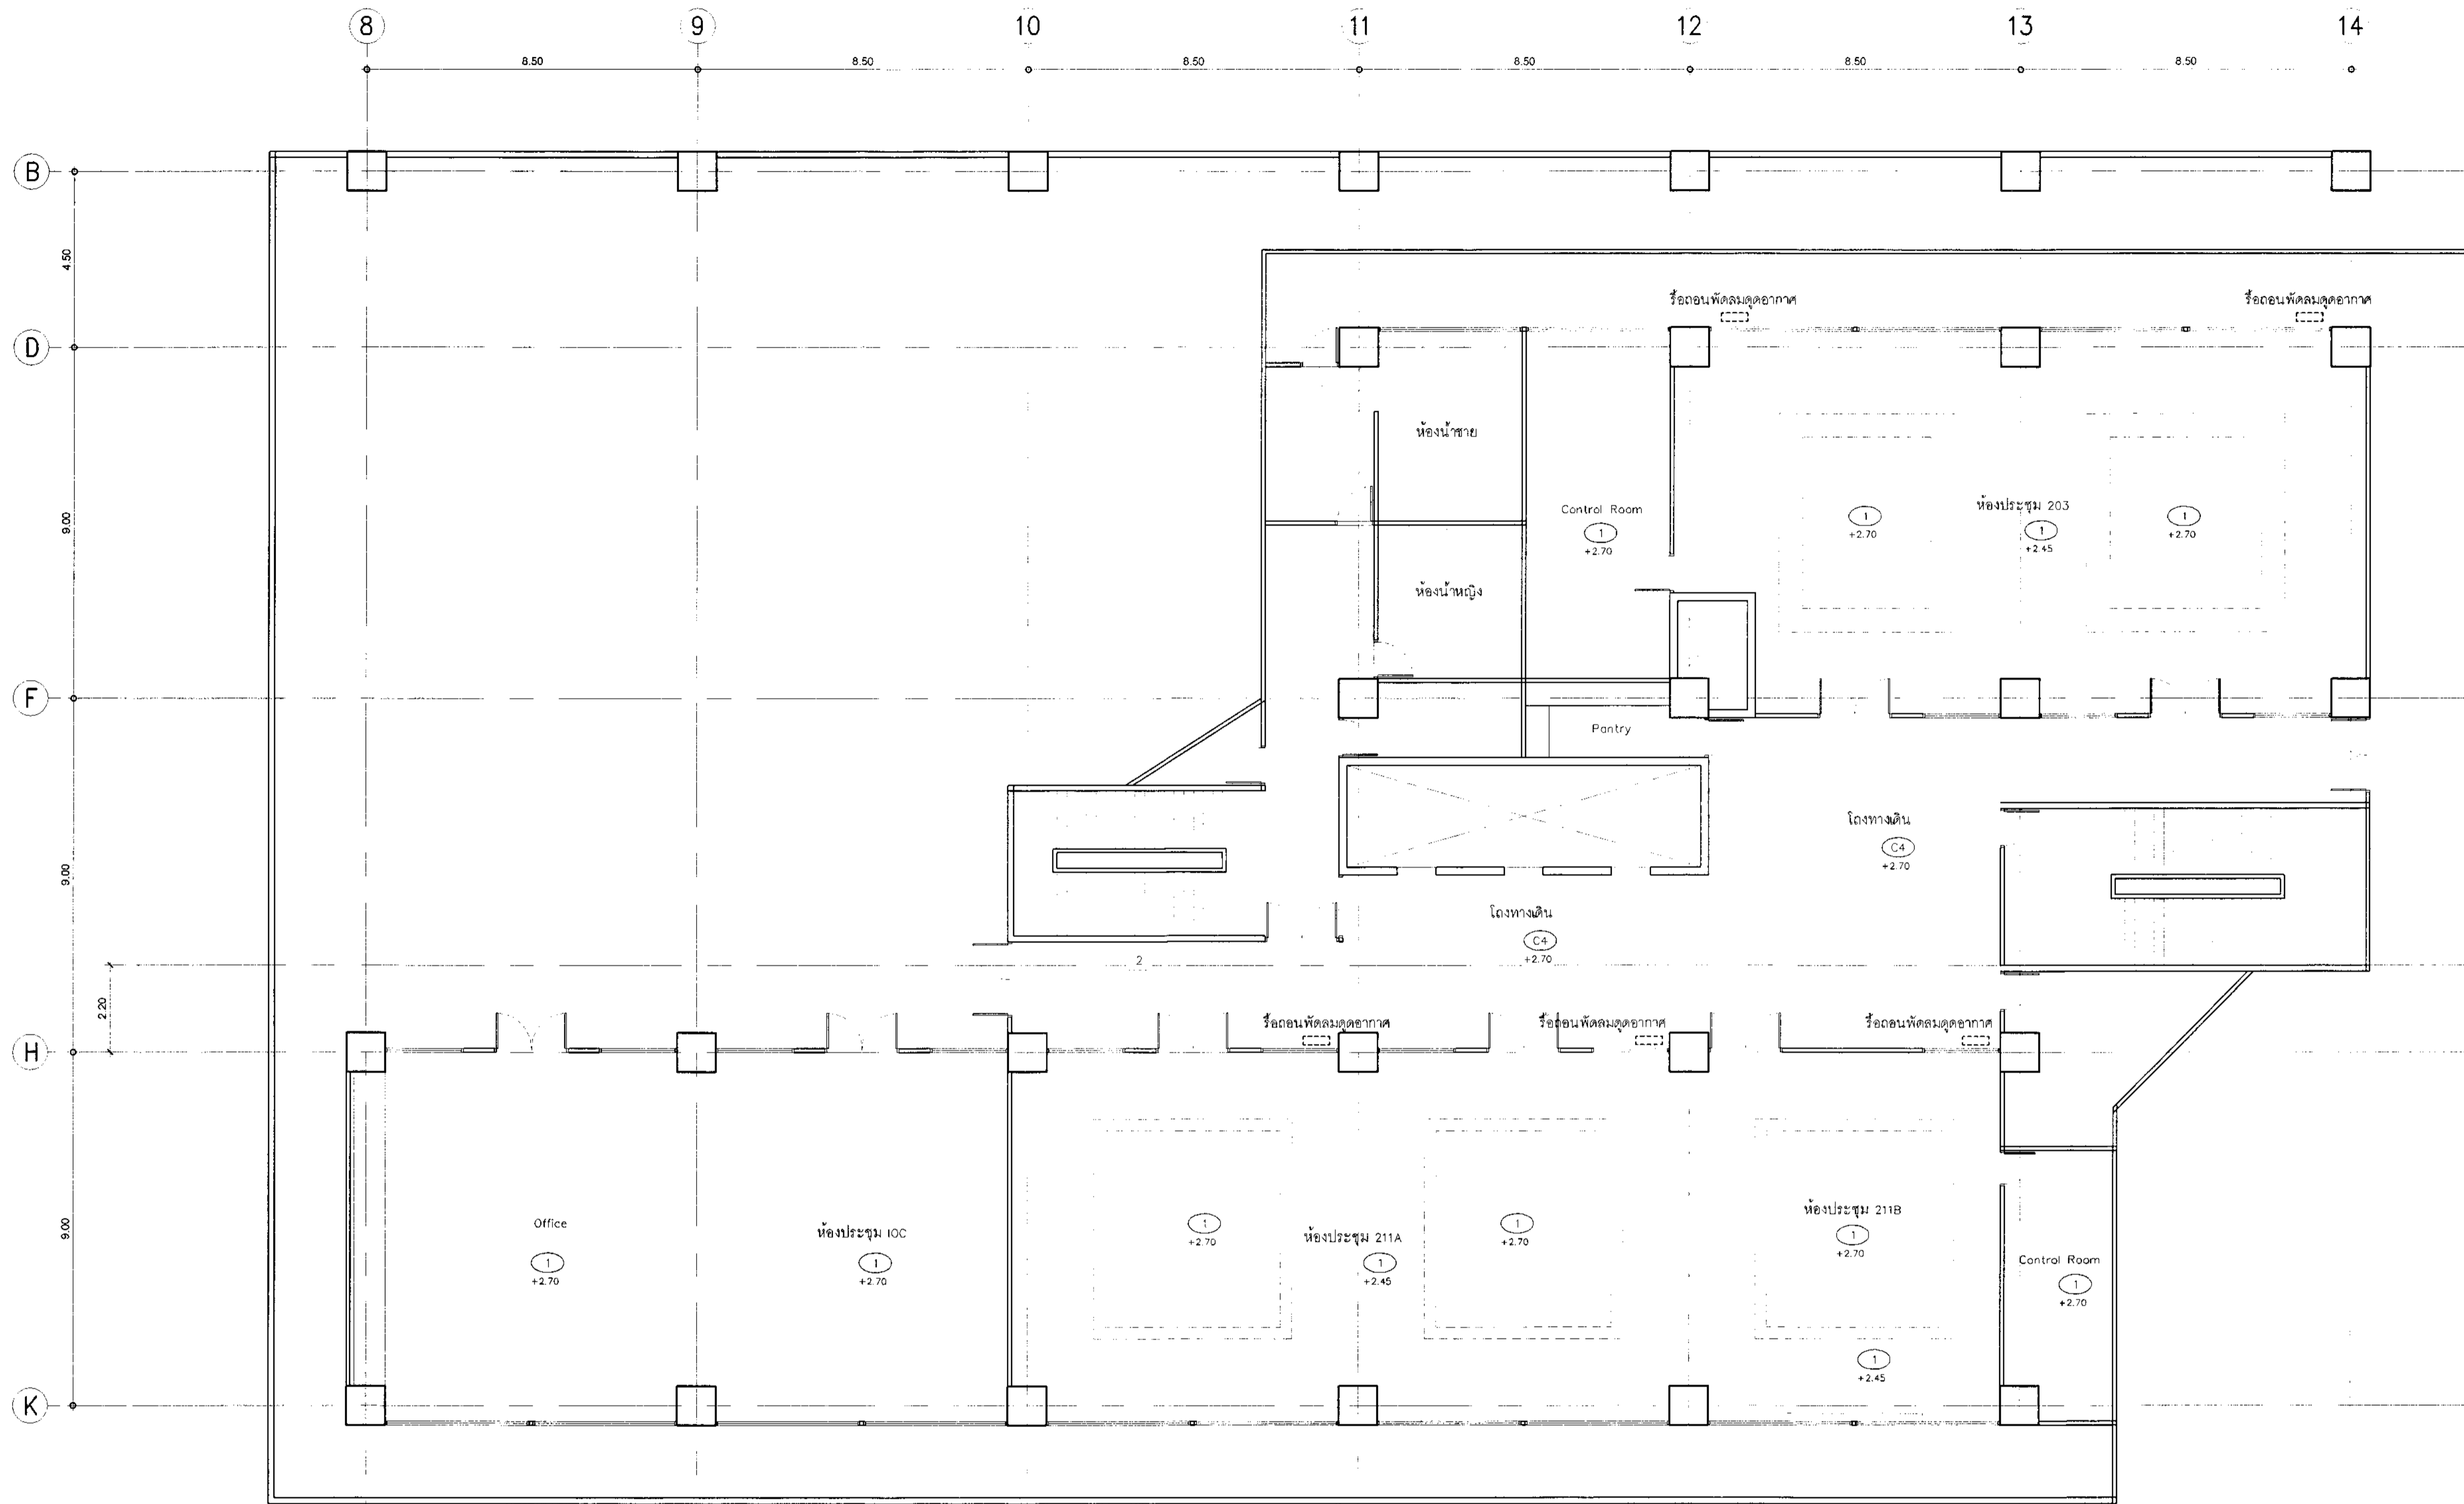 8 9 10 11 12 13 14
8.50 8.50 8.50 8.50 8.50 8.50
B
4.50
รื้อถอนพัดลมดูดอากาศ รื้อถอนพัดลมดูดอากาศ
D
ห้องน้ำชาย
9.00
Control Room
1
+2.70
1
+2.70
ห้องประชุม 203
1
+2.45
1
+2.70
ห้องน้ำหญิง
F
Pantry
โถงทางเดิน
C4
+2.70
9.00
โถงทางเดิน
C4
+2.70
2
2.20
รื้อถอนพัดลมดูดอากาศ รื้อถอนพัดลมดูดอากาศ รื้อถอนพัดลมดูดอากาศ
H
9.00
Office
1
+2.70
ห้องประชุม IOC
1
+2.70
1
+2.70
ห้องประชุม 211A
1
+2.45
1
+2.70
ห้องประชุม 211B
1
+2.70
Control Room
1
+2.70
1
+2.45
K